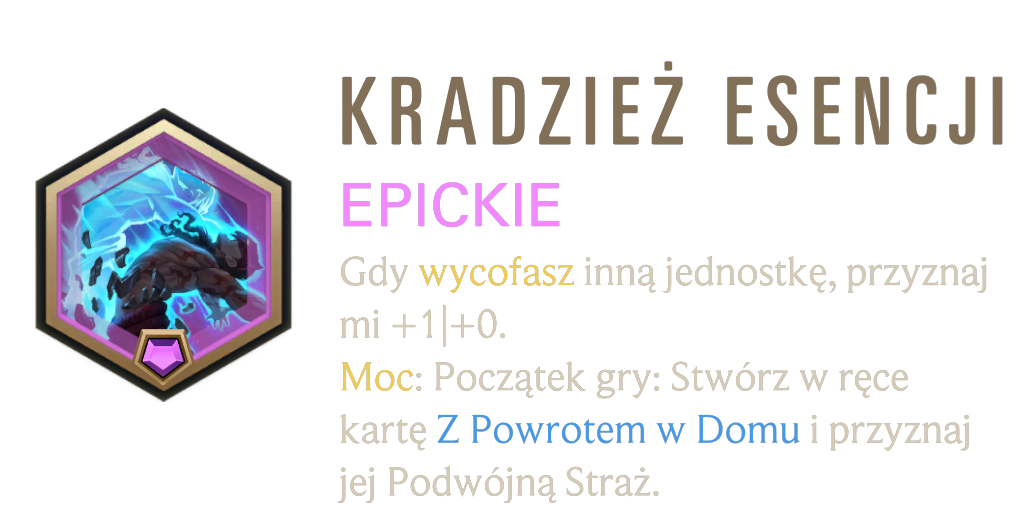 KRADZIEŻ ESENCJI
EPICKIE
Gdy wycofasz inną jednostkę, przyznaj
mi +1|+0.
Moc: Początek gry: Stwórz w ręce
kartę Z Powrotem w Domu i przyznaj
jej Podwójną Straż.